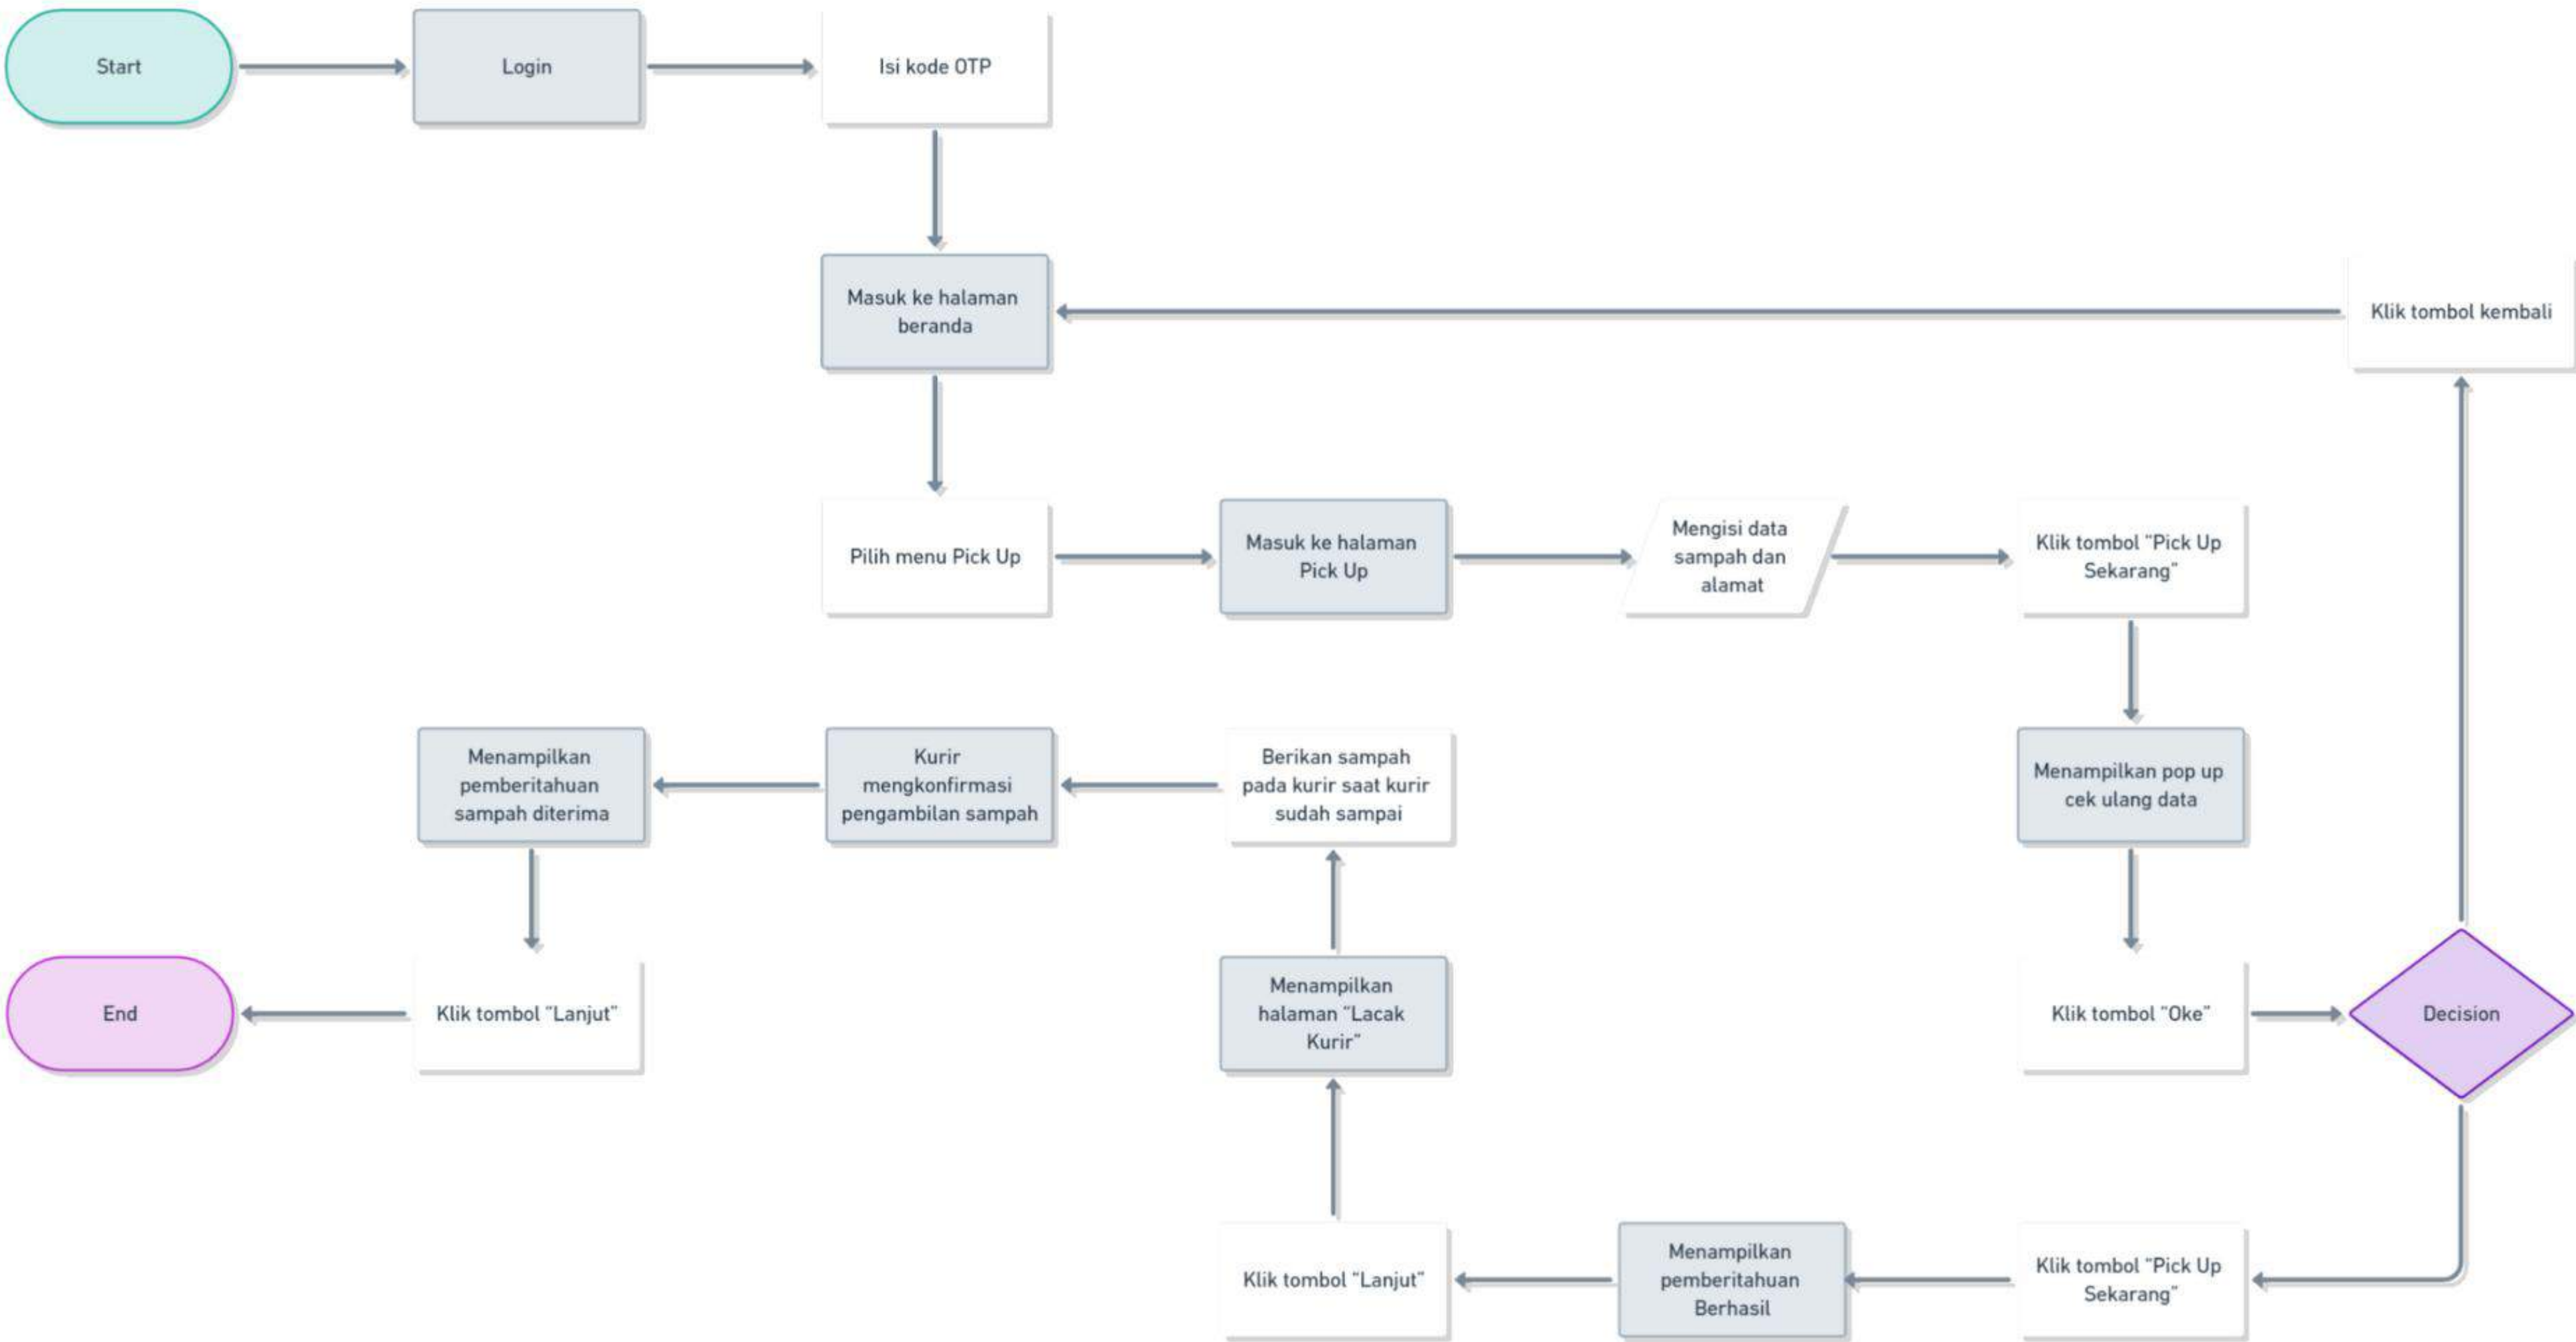 Start
Login
Isi kode OTP
Masuk ke halaman
beranda
Klik tombol kembali
Pilih menu Pick Up
Masuk ke halaman
Pick Up
Mengisi data
sampah dan
alamat
Klik tombol “Pick Up
Sekarang”
Menampilkan
pemberitahuan
sampah diterima
Kurir
mengkonfirmasi
pengambilan sampah
Berikan sampah
pada kurir saat kurir
sudah sampai
Menampilkan pop up
cek ulang data
End
Klik tombol “Lanjut”
Menampilkan
halaman “Lacak
Kurir”
Klik tombol “Oke”
Decision
Klik tombol “Lanjut”
Menampilkan
pemberitahuan
Berhasil
Klik tombol “Pick Up
Sekarang”